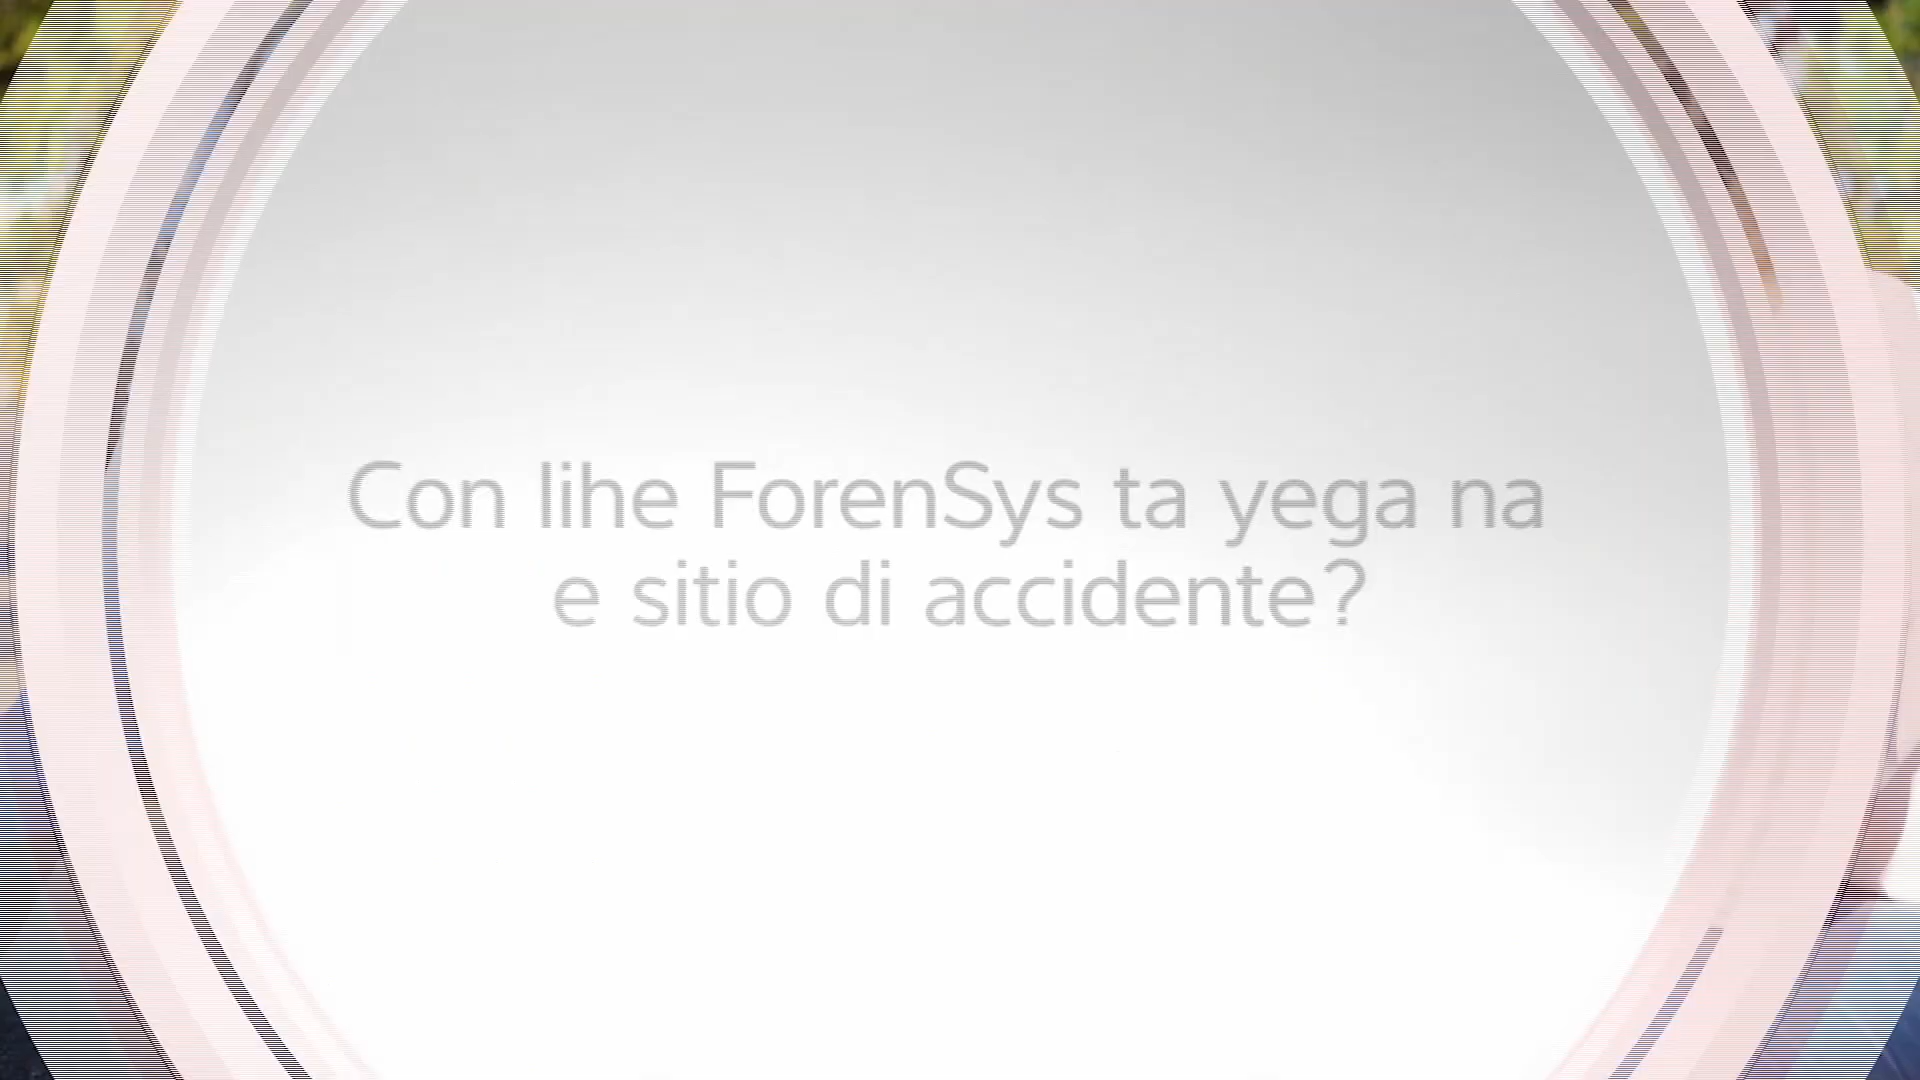 Con lihe ForenSys ta yega na
e sitio di accidente?